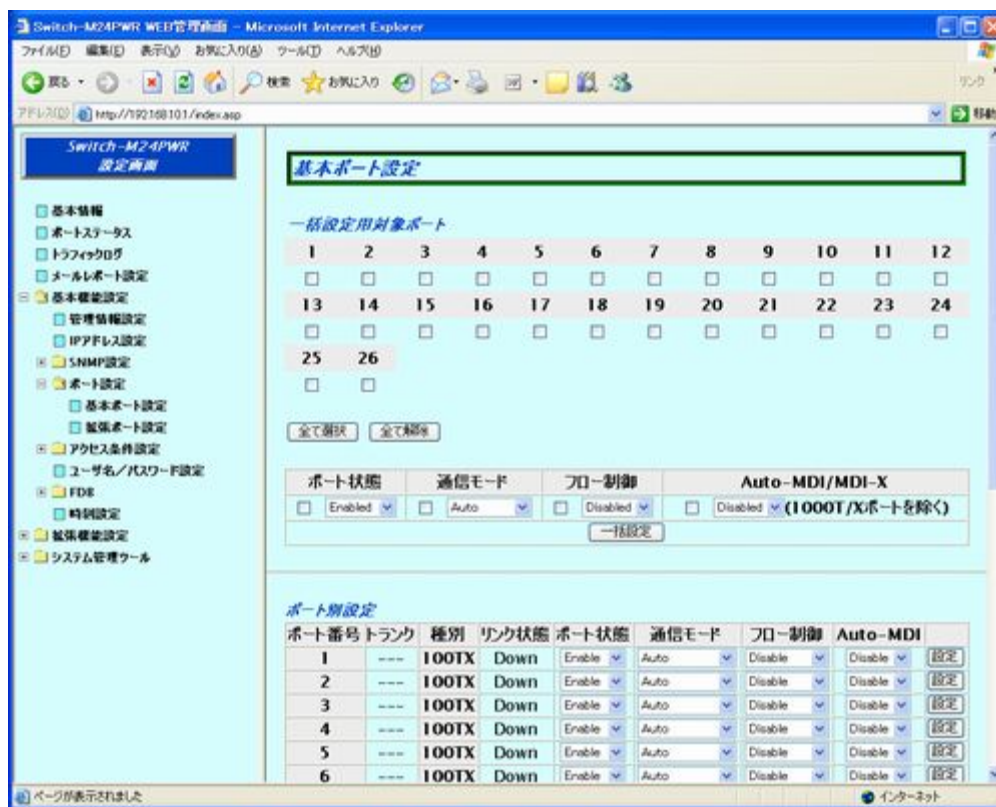 Switch-M24PWR WEB管理画面 - Microsoft Internet Explorer
ファイル(F) 編集(E) 表示(V) お気に入り(A) ツール(T) ヘルプ(H)
戻る 検索 お気に入り リンク
アドレス(D) http://192.168.10.1/index.asp 移動
Switch-M24PWR
設定画面
基本情報
ポートステータス
トラフィックログ
メールレポート設定
基本機能設定
管理情報設定
IPアドレス設定
SNMP設定
ポート設定
基本ポート設定
拡張ポート設定
アクセス条件設定
ユーザ名/パスワード設定
FDB
時刻設定
拡張機能設定
システム管理ツール
基本ポート設定
一括設定用対象ポート
1 2 3 4 5 6 7 8 9 10 11 12
13 14 15 16 17 18 19 20 21 22 23 24
25 26
全て選択 全て解除
ポート状態 通信モード フロー制御 Auto-MDI/MDI-X
Enabled Auto Disabled Disabled (1000T/Xポートを除く)
一括設定
ポート別設定
ポート番号 トランク 種別 リンク状態 ポート状態 通信モード フロー制御 Auto-MDI
1 --- 100TX Down Enable Auto Disable Disable 設定
2 --- 100TX Down Enable Auto Disable Disable 設定
3 --- 100TX Down Enable Auto Disable Disable 設定
4 --- 100TX Down Enable Auto Disable Disable 設定
5 --- 100TX Down Enable Auto Disable Disable 設定
6 --- 100TX Down Enable Auto Disable Disable 設定
ページが表示されました インターネット